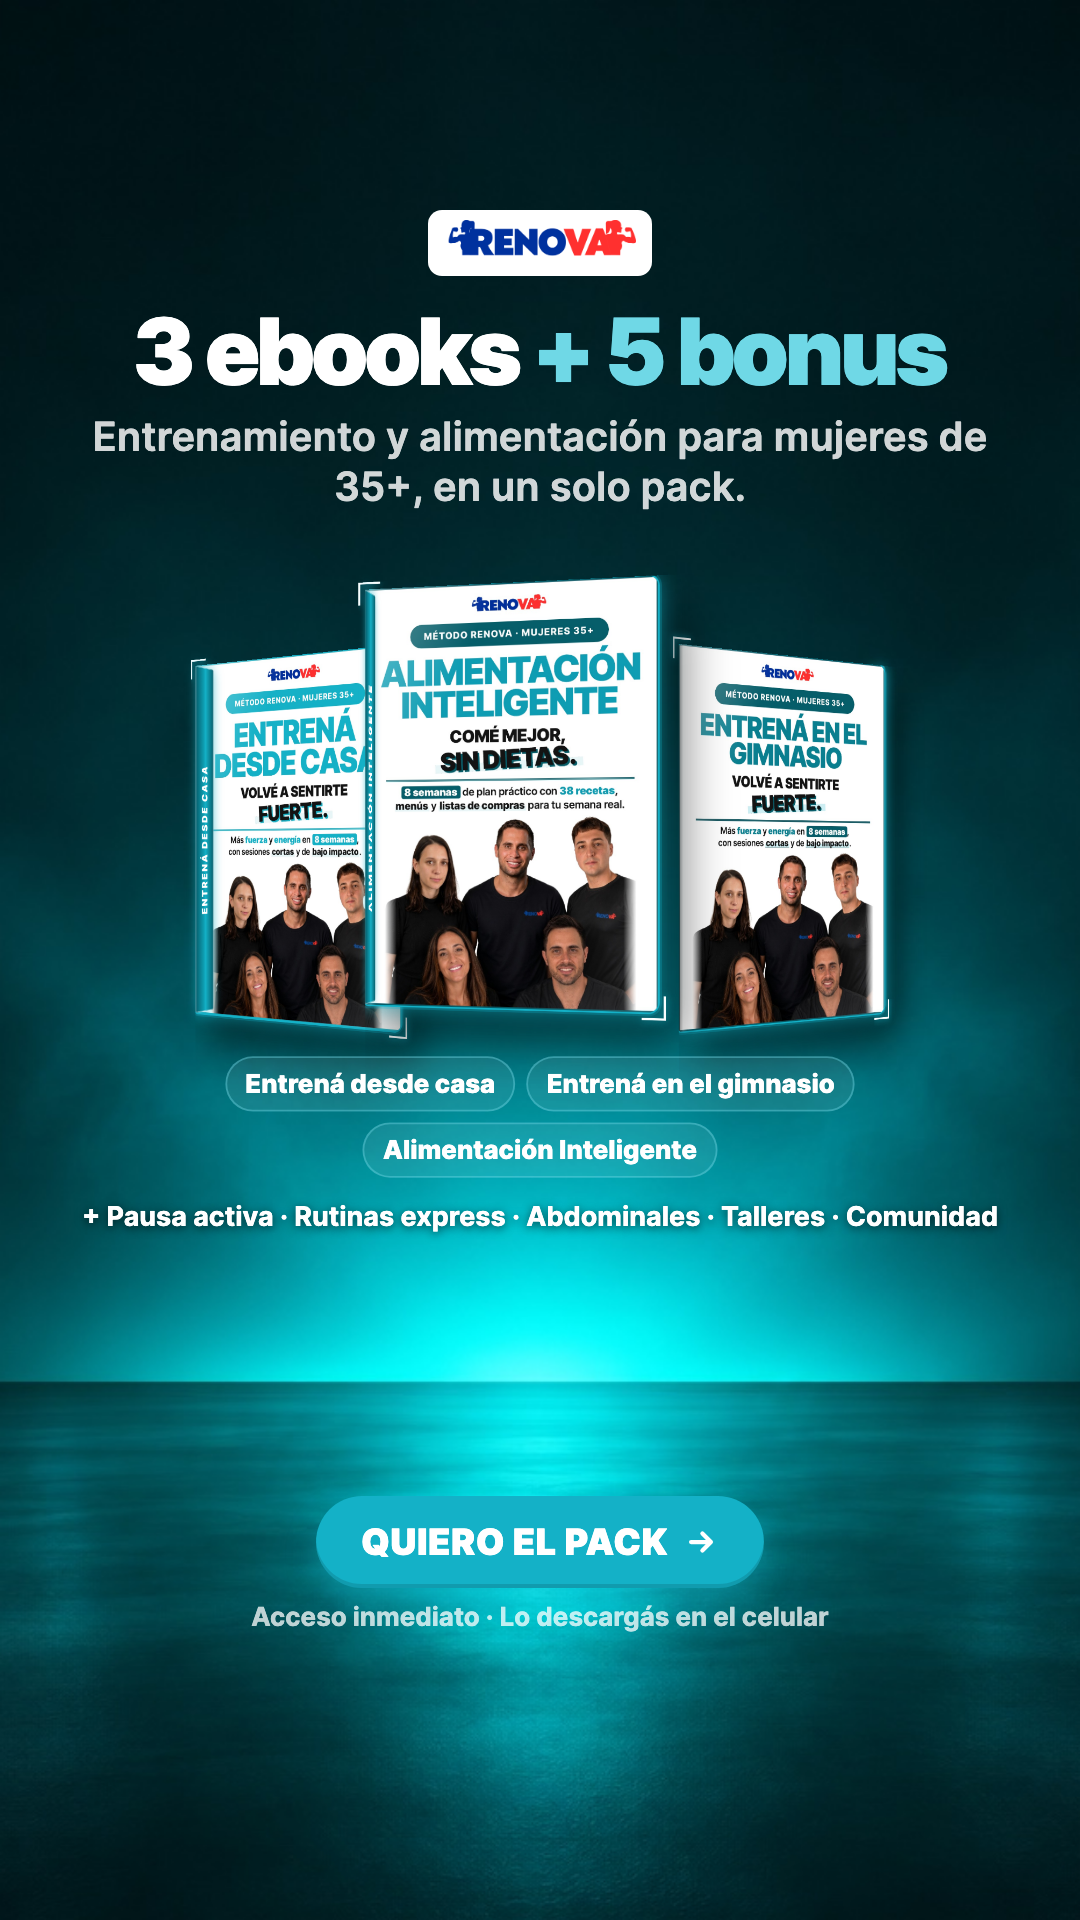 RENOVA
3 ebooks + 5 bonus
Entrenamiento y alimentación para mujeres de
35+, en un solo pack.
RENOVA
MÉTODO RENOVA · MUJERES 35+
ENTRENÁ
DESDE CASA
VOLVÉ A SENTIRTE
FUERTE.
Más fuerza y energía en 8 semanas
con sesiones cortas y de bajo impacto.
ENTRENÁ DESDE CASA
RENOVA
MÉTODO RENOVA · MUJERES 35+
ALIMENTACIÓN
INTELIGENTE
COMÉ MEJOR,
SIN DIETAS.
8 semanas de plan práctico con 38 recetas,
menús y listas de compras para tu semana real.
ALIMENTACIÓN INTELIGENTE
RENOVA
MÉTODO RENOVA · MUJERES 35+
ENTRENÁ EN EL
GIMNASIO
VOLVÉ A SENTIRTE
FUERTE.
Más fuerza y energía en 8 semanas
con sesiones cortas y de bajo impacto.
Entrená desde casa
Entrená en el gimnasio
Alimentación Inteligente
+ Pausa activa · Rutinas express · Abdominales · Talleres · Comunidad
QUIERO EL PACK →
Acceso inmediato · Lo descargás en el celular